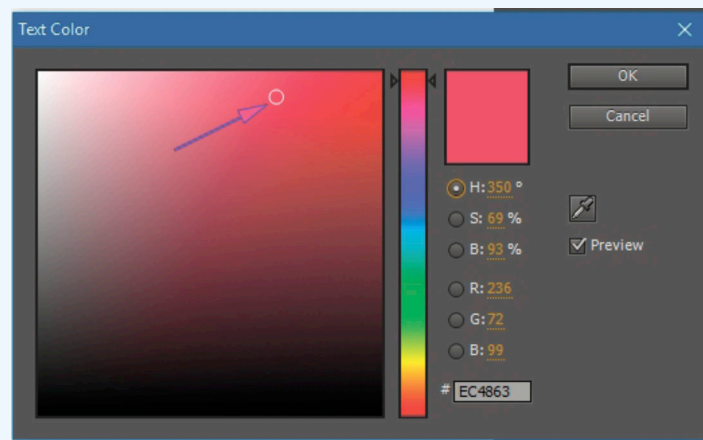 Text Color
OK
Cancel
H: 350 °
S: 69 %
B: 93 %
Preview
R: 236
G: 72
B: 99
# EC4863